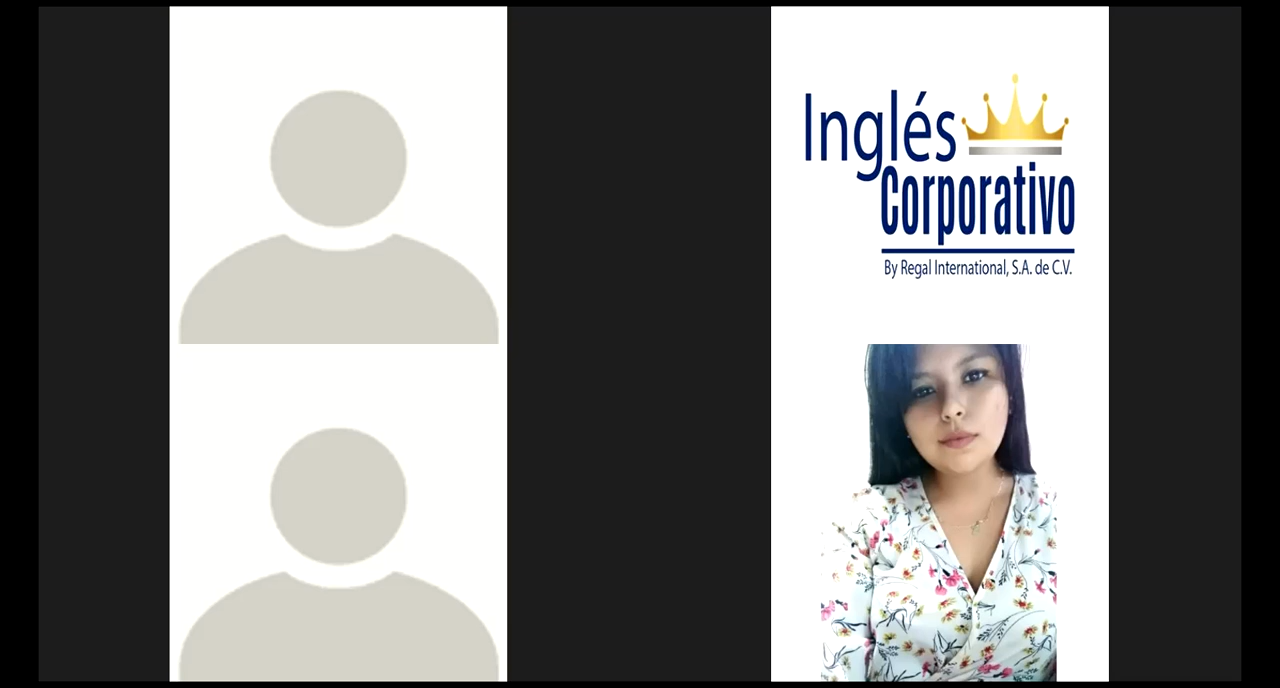 Inglés
Corporativo
By Regal International, S.A. de C.V.